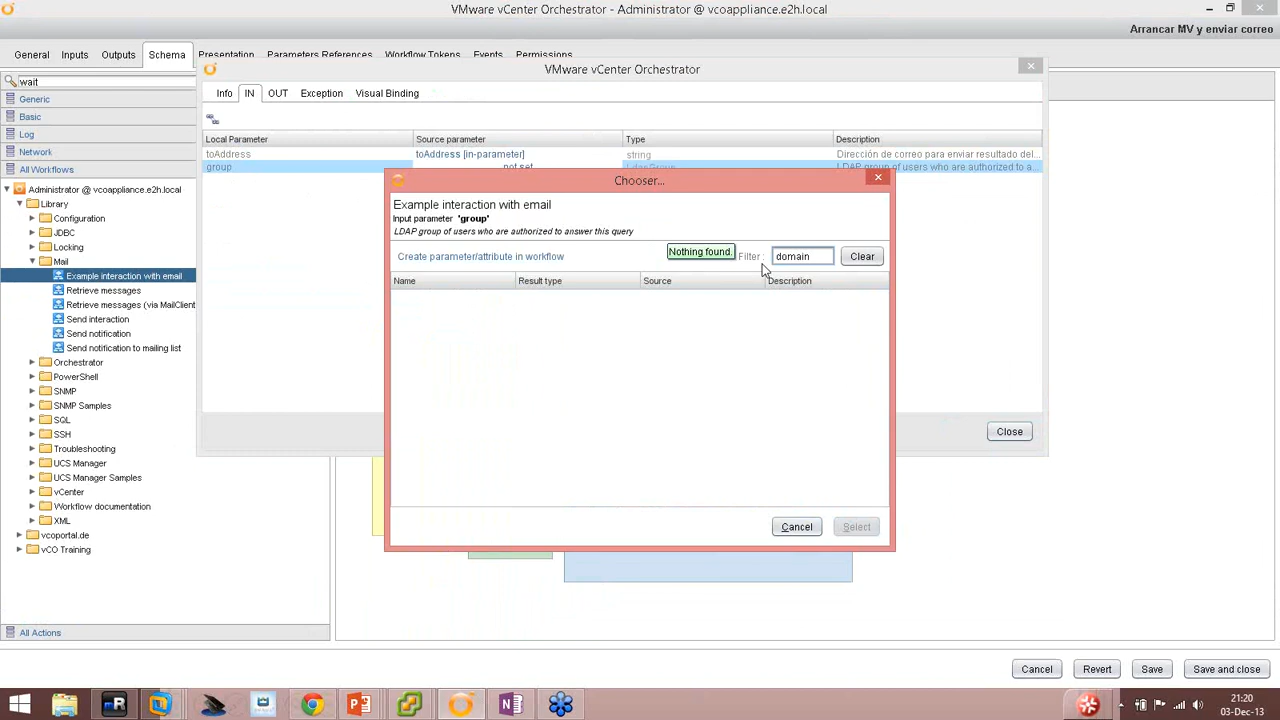 VMware vCenter Orchestrator - Administrator @ vcoappliance.e2h.local
Arrancar MV y enviar correo
General Inputs Outputs Schema Presentation Parameters References Workflow Tokens Events Permissions
wait
Generic
Basic
Log
Network
All Workflows
Administrator @ vcoappliance.e2h.local
Library
Configuration
JDBC
Locking
Mail
Example interaction with email
Retrieve messages
Retrieve messages (via MailClient
Send interaction
Send notification
Send notification to mailing list
Orchestrator
PowerShell
SNMP
SNMP Samples
SQL
SSH
Troubleshooting
UCS Manager
UCS Manager Samples
vCenter
Workflow documentation
XML
vcoportal.de
vCO Training
All Actions
VMware vCenter Orchestrator
Info IN OUT Exception Visual Binding
Local Parameter Source parameter Type Description
toAddress toAddress [in-parameter] string Dirección de correo para enviar resultado del...
group not set LdapGroup LDAP group of users who are authorized to a...
Close
Chooser...
Example interaction with email
Input parameter 'group'
LDAP group of users who are authorized to answer this query
Create parameter/attribute in workflow Nothing found. Filter : domain Clear
Name Result type Source Description
Cancel Select
Cancel Revert Save Save and close
21:20
03-Dec-13